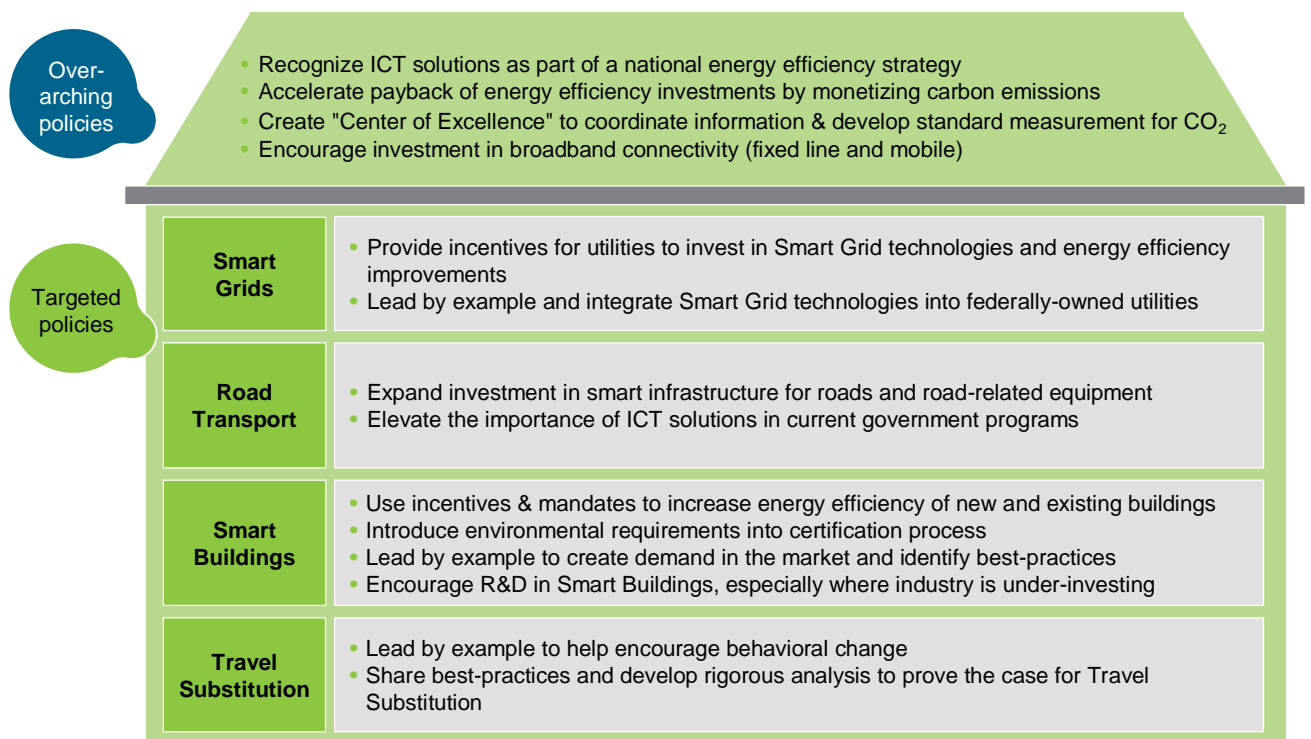 Over-
arching
policies
• Recognize ICT solutions as part of a national energy efficiency strategy
• Accelerate payback of energy efficiency investments by monetizing carbon emissions
• Create "Center of Excellence" to coordinate information & develop standard measurement for CO₂
• Encourage investment in broadband connectivity (fixed line and mobile)
Targeted
policies
Smart
Grids
• Provide incentives for utilities to invest in Smart Grid technologies and energy efficiency
improvements
• Lead by example and integrate Smart Grid technologies into federally-owned utilities
Road
Transport
• Expand investment in smart infrastructure for roads and road-related equipment
• Elevate the importance of ICT solutions in current government programs
Smart
Buildings
• Use incentives & mandates to increase energy efficiency of new and existing buildings
• Introduce environmental requirements into certification process
• Lead by example to create demand in the market and identify best-practices
• Encourage R&D in Smart Buildings, especially where industry is under-investing
Travel
Substitution
• Lead by example to help encourage behavioral change
• Share best-practices and develop rigorous analysis to prove the case for Travel
Substitution